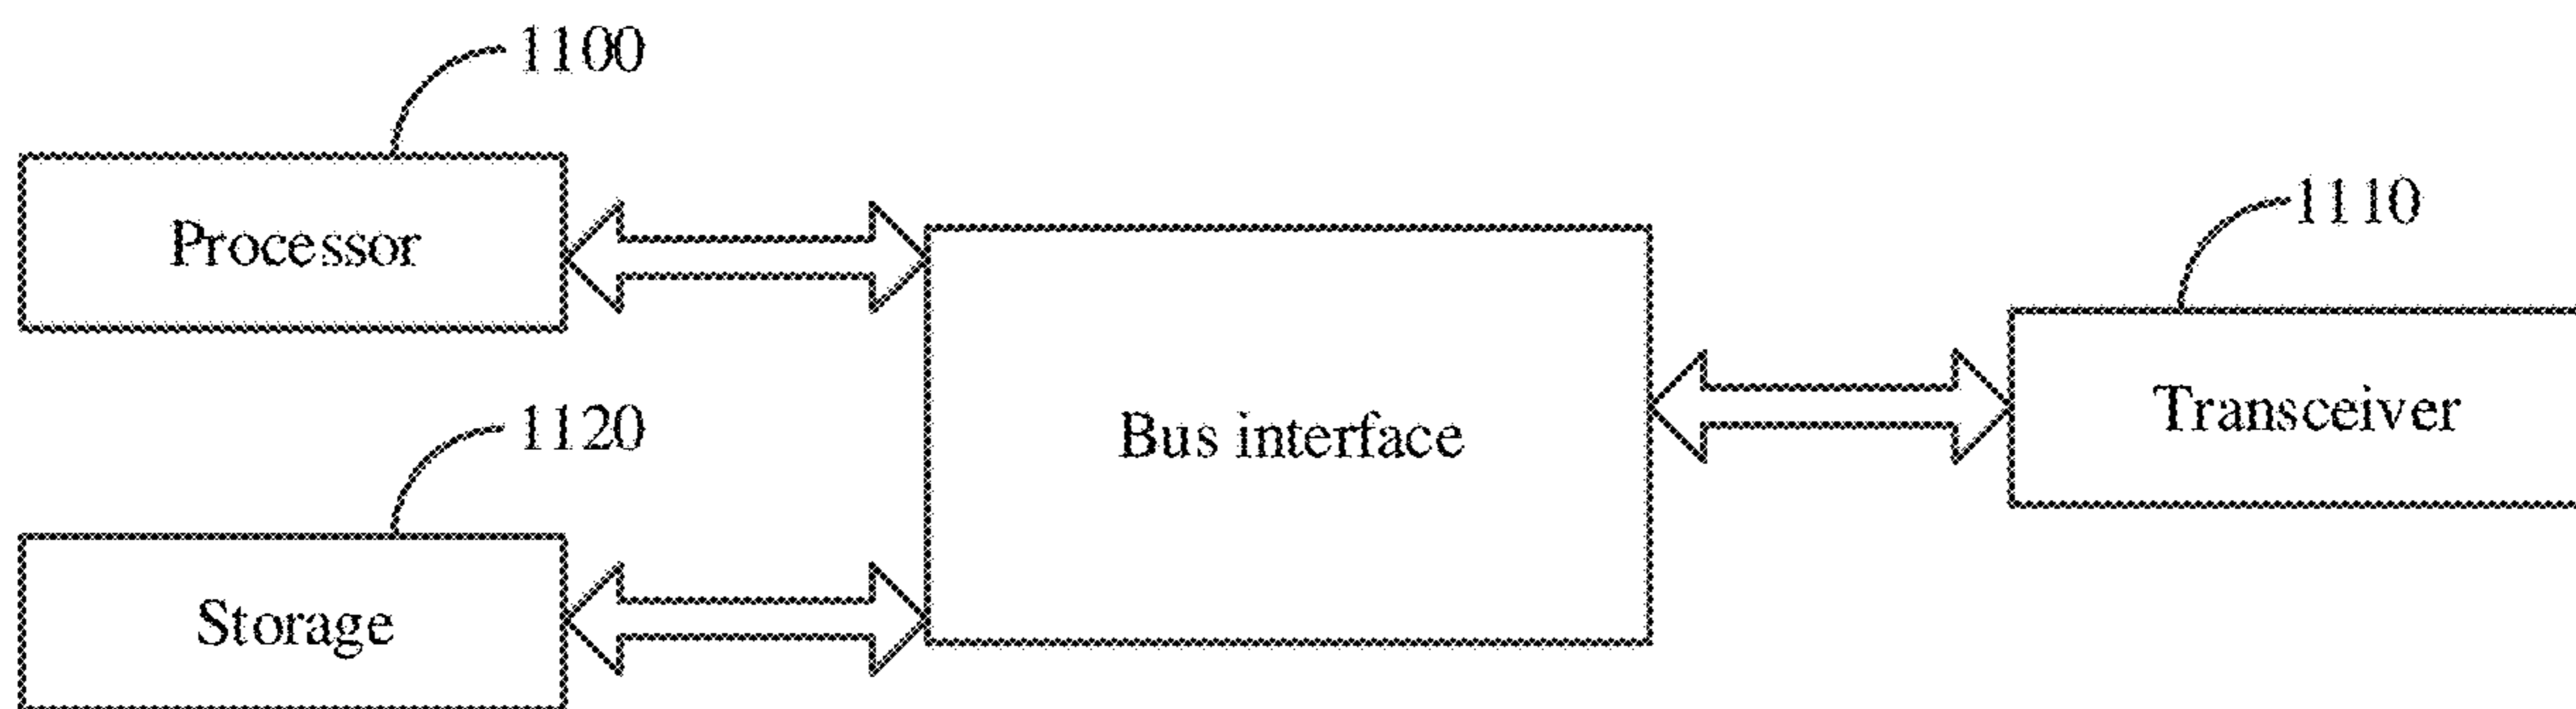 1100
Processor
1110
Transceiver
Bus interface
1120
Storage